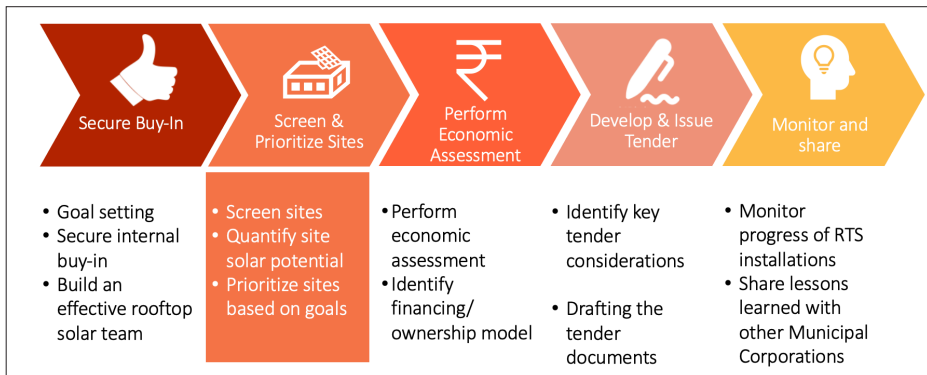 Secure Buy-In
Screen &
Prioritize Sites
₹
Perform
Economic
Assessment
Develop & Issue
Tender
Monitor and
share
• Goal setting
• Secure internal
buy-in
• Build an
effective rooftop
solar team
• Screen sites
• Quantify site
solar potential
• Prioritize sites
based on goals
• Perform
economic
assessment
• Identify
financing/
ownership model
• Identify key
tender
considerations
• Drafting the
tender
documents
• Monitor
progress of RTS
installations
• Share lessons
learned with
other Municipal
Corporations